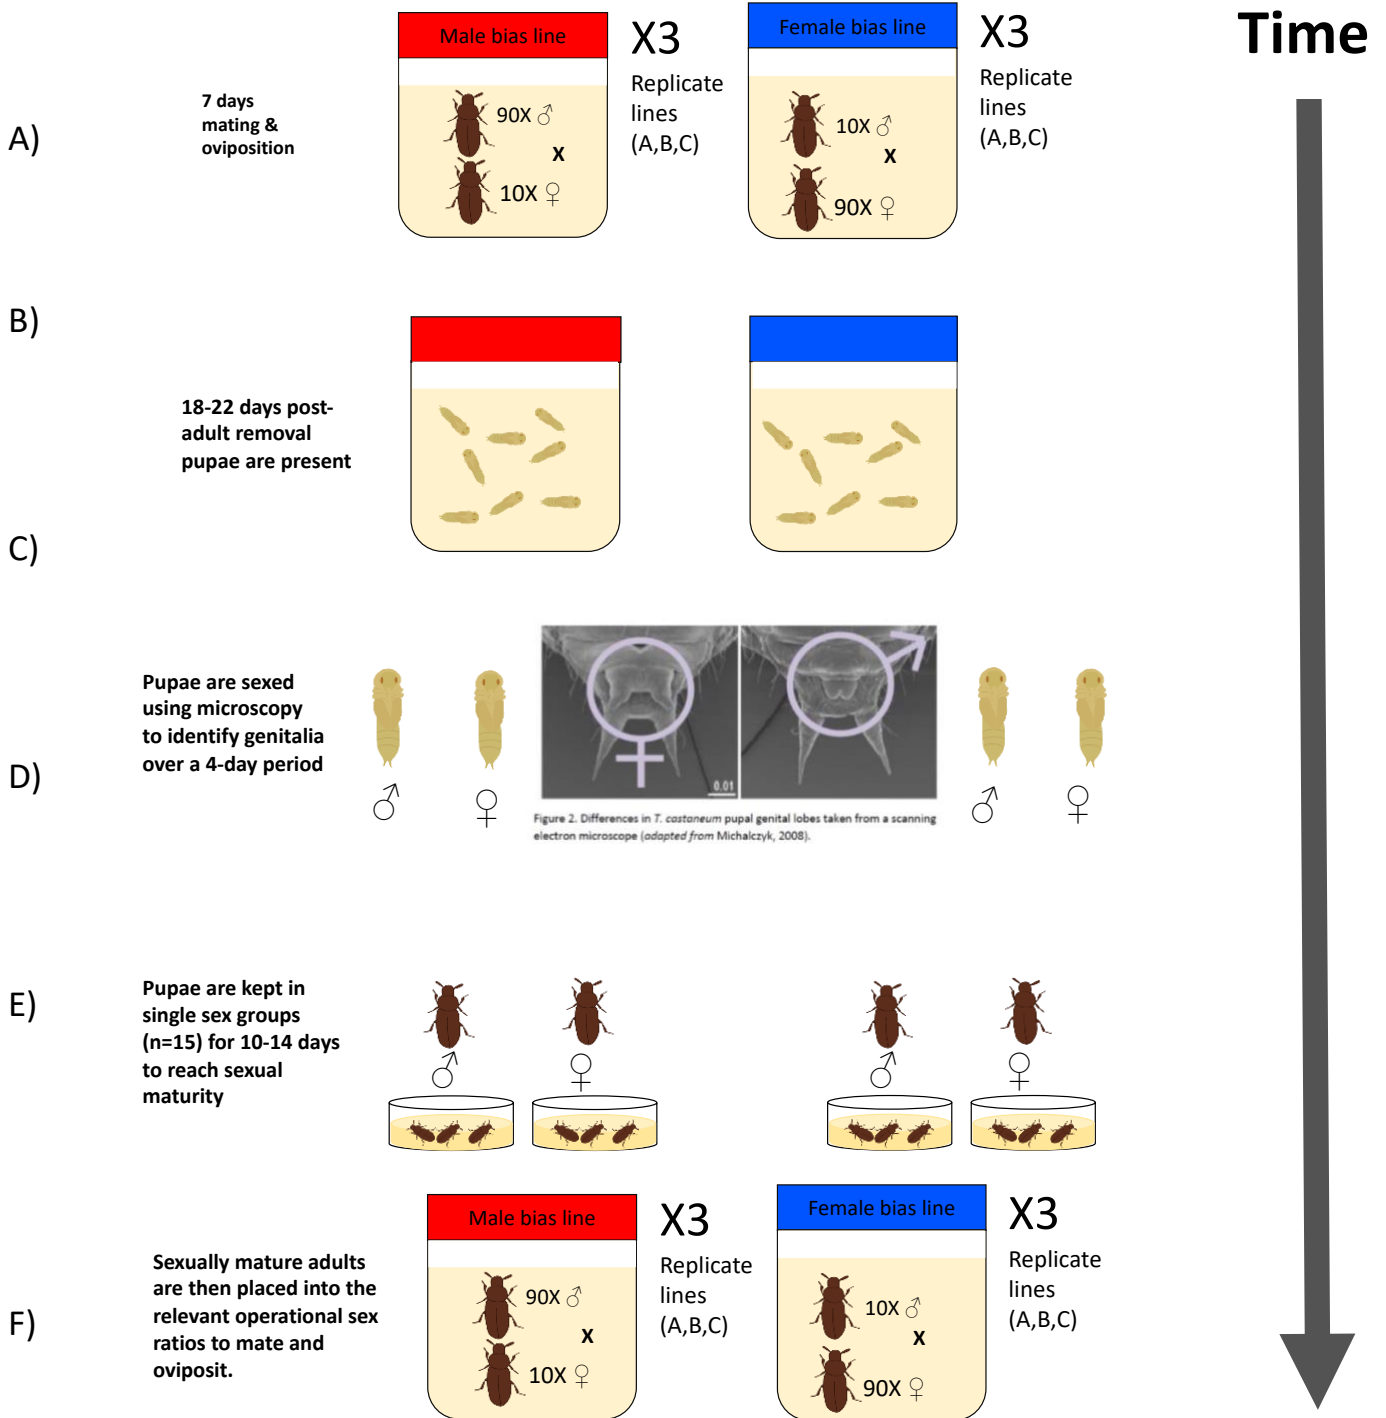 Time
Male bias line
X3
Replicate
lines
(A,B,C)
Female bias line
X3
Replicate
lines
(A,B,C)
A)
7 days
mating &
oviposition
90X ♂
X
10X ♀
10X ♂
X
90X ♀
B)
18-22 days post-
adult removal
pupae are present
C)
Pupae are sexed
using microscopy
to identify genitalia
over a 4-day period
D)
♂
♀
♀
0.01
♂
♂
♀
Figure 2. Differences in T. castaneum pupal genital lobes taken from a scanning
electron microscope (adapted from Michalczyk, 2008).
E)
Pupae are kept in
single sex groups
(n=15) for 10-14 days
to reach sexual
maturity
♂
♀
♂
♀
Male bias line
X3
Replicate
lines
(A,B,C)
Female bias line
X3
Replicate
lines
(A,B,C)
F)
Sexually mature adults
are then placed into the
relevant operational sex
ratios to mate and
oviposit.
90X ♂
X
10X ♀
10X ♂
X
90X ♀